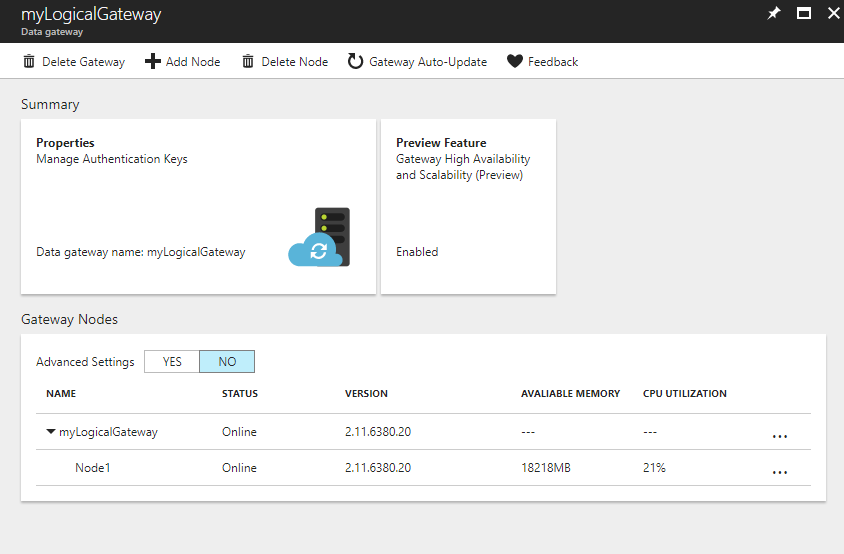 myLogicalGateway
Data gateway
Delete Gateway Add Node Delete Node Gateway Auto-Update Feedback
Summary
Properties
Manage Authentication Keys
Data gateway name: myLogicalGateway
Preview Feature
Gateway High Availability
and Scalability (Preview)
Enabled
Gateway Nodes
Advanced Settings YES NO
NAME STATUS VERSION AVALIABLE MEMORY CPU UTILIZATION
myLogicalGateway Online 2.11.6380.20 --- --- ...
Node1 Online 2.11.6380.20 18218MB 21% ...